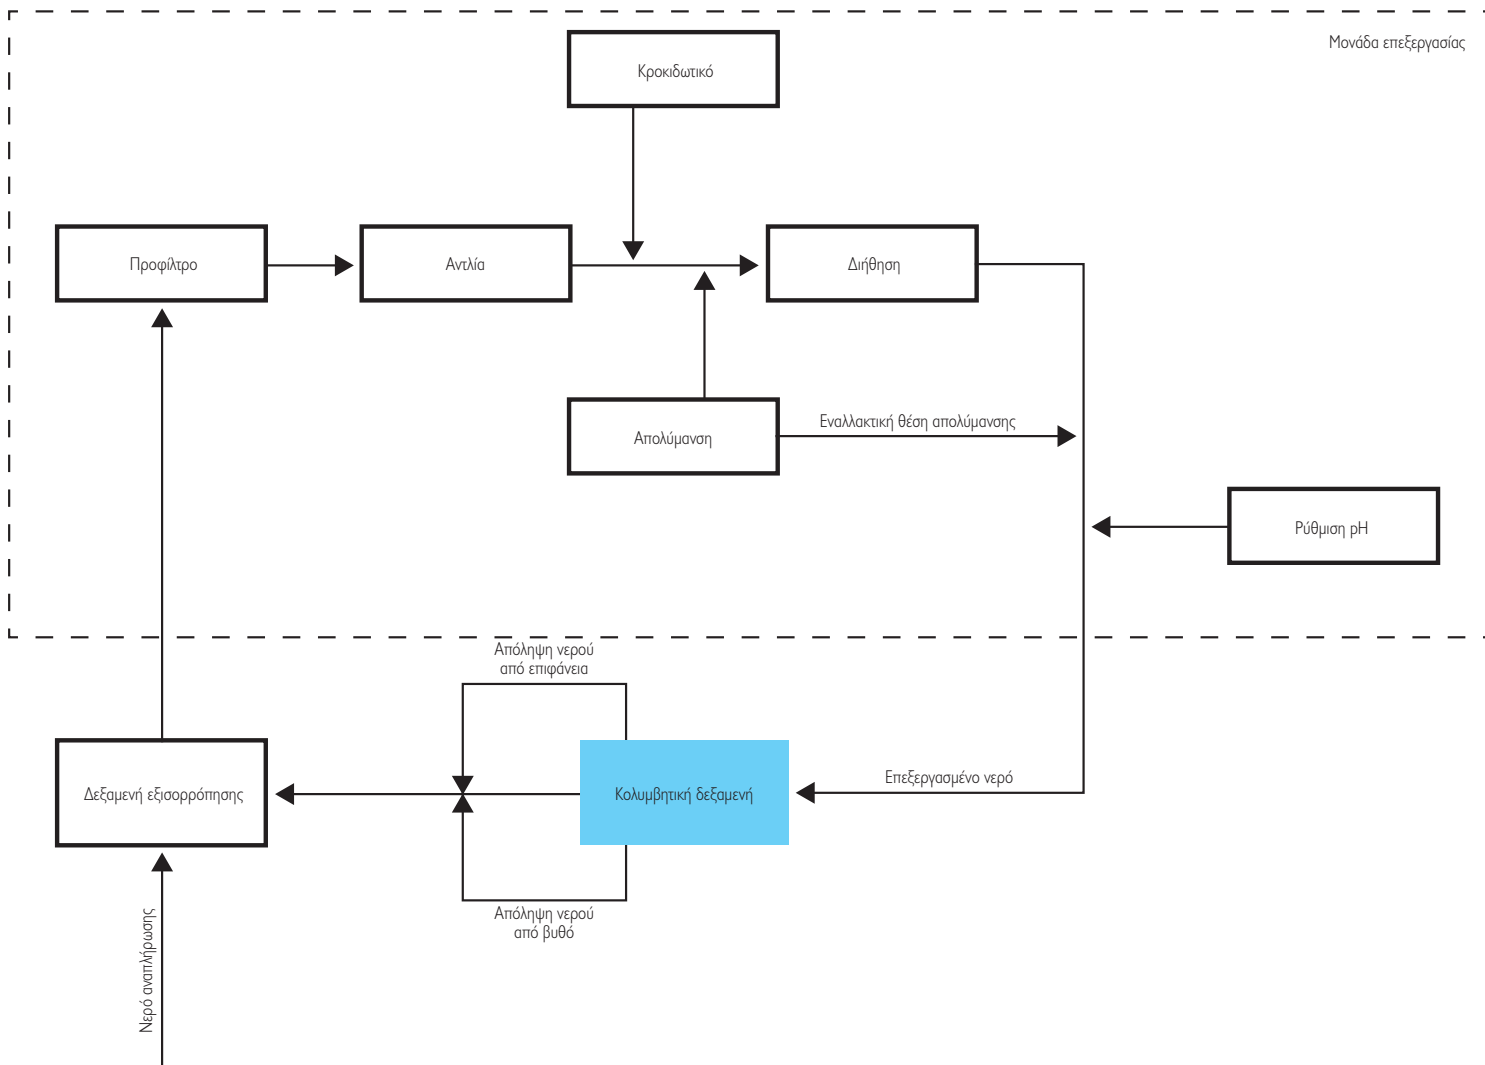 Μονάδα επεξεργασίας
Κροκιδωτικό
Προφίλτρο
Αντλία
Διήθηση
Απολύμανση
Εναλλακτική θέση απολύμανσης
Ρύθμιση pH
Απόληψη νερού
από επιφάνεια
Δεξαμενή εξισορρόπησης
Κολυμβητική δεξαμενή
Επεξεργασμένο νερό
Απόληψη νερού
από βυθό
Νερό αναπλήρωσης